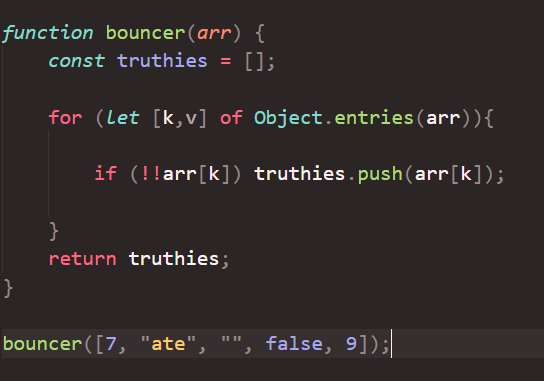 function bouncer(arr) {
    const truthies = [];
    for (let [k,v] of Object.entries(arr)){
        if (!!arr[k]) truthies.push(arr[k]);
    }
    return truthies;
}
bouncer([7, "ate", "", false, 9]);